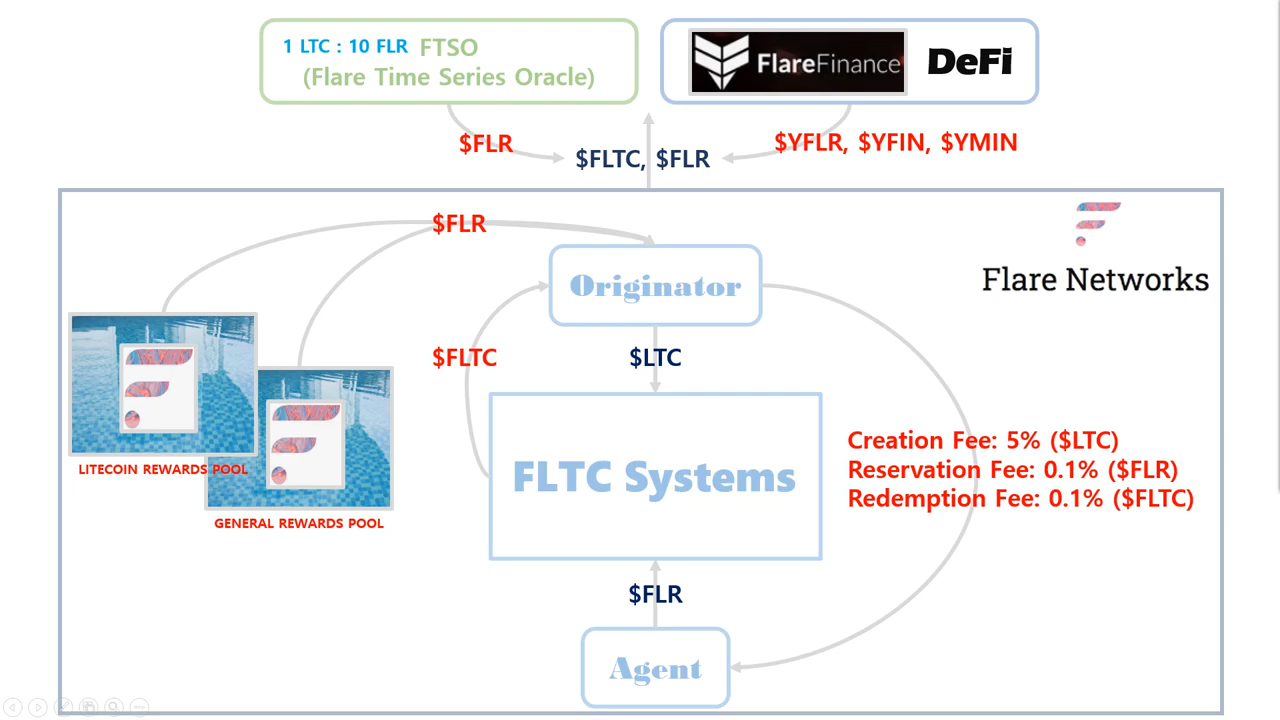 1 LTC : 10 FLR FTSO
(Flare Time Series Oracle)
FlareFinance DeFi
$FLR
$FLTC, $FLR
$YFLR, $YFIN, $YMIN
$FLR
Flare Networks
Originator
$FLTC
$LTC
LITECOIN REWARDS POOL
GENERAL REWARDS POOL
FLTC Systems
Creation Fee: 5% ($LTC)
Reservation Fee: 0.1% ($FLR)
Redemption Fee: 0.1% ($FLTC)
$FLR
Agent